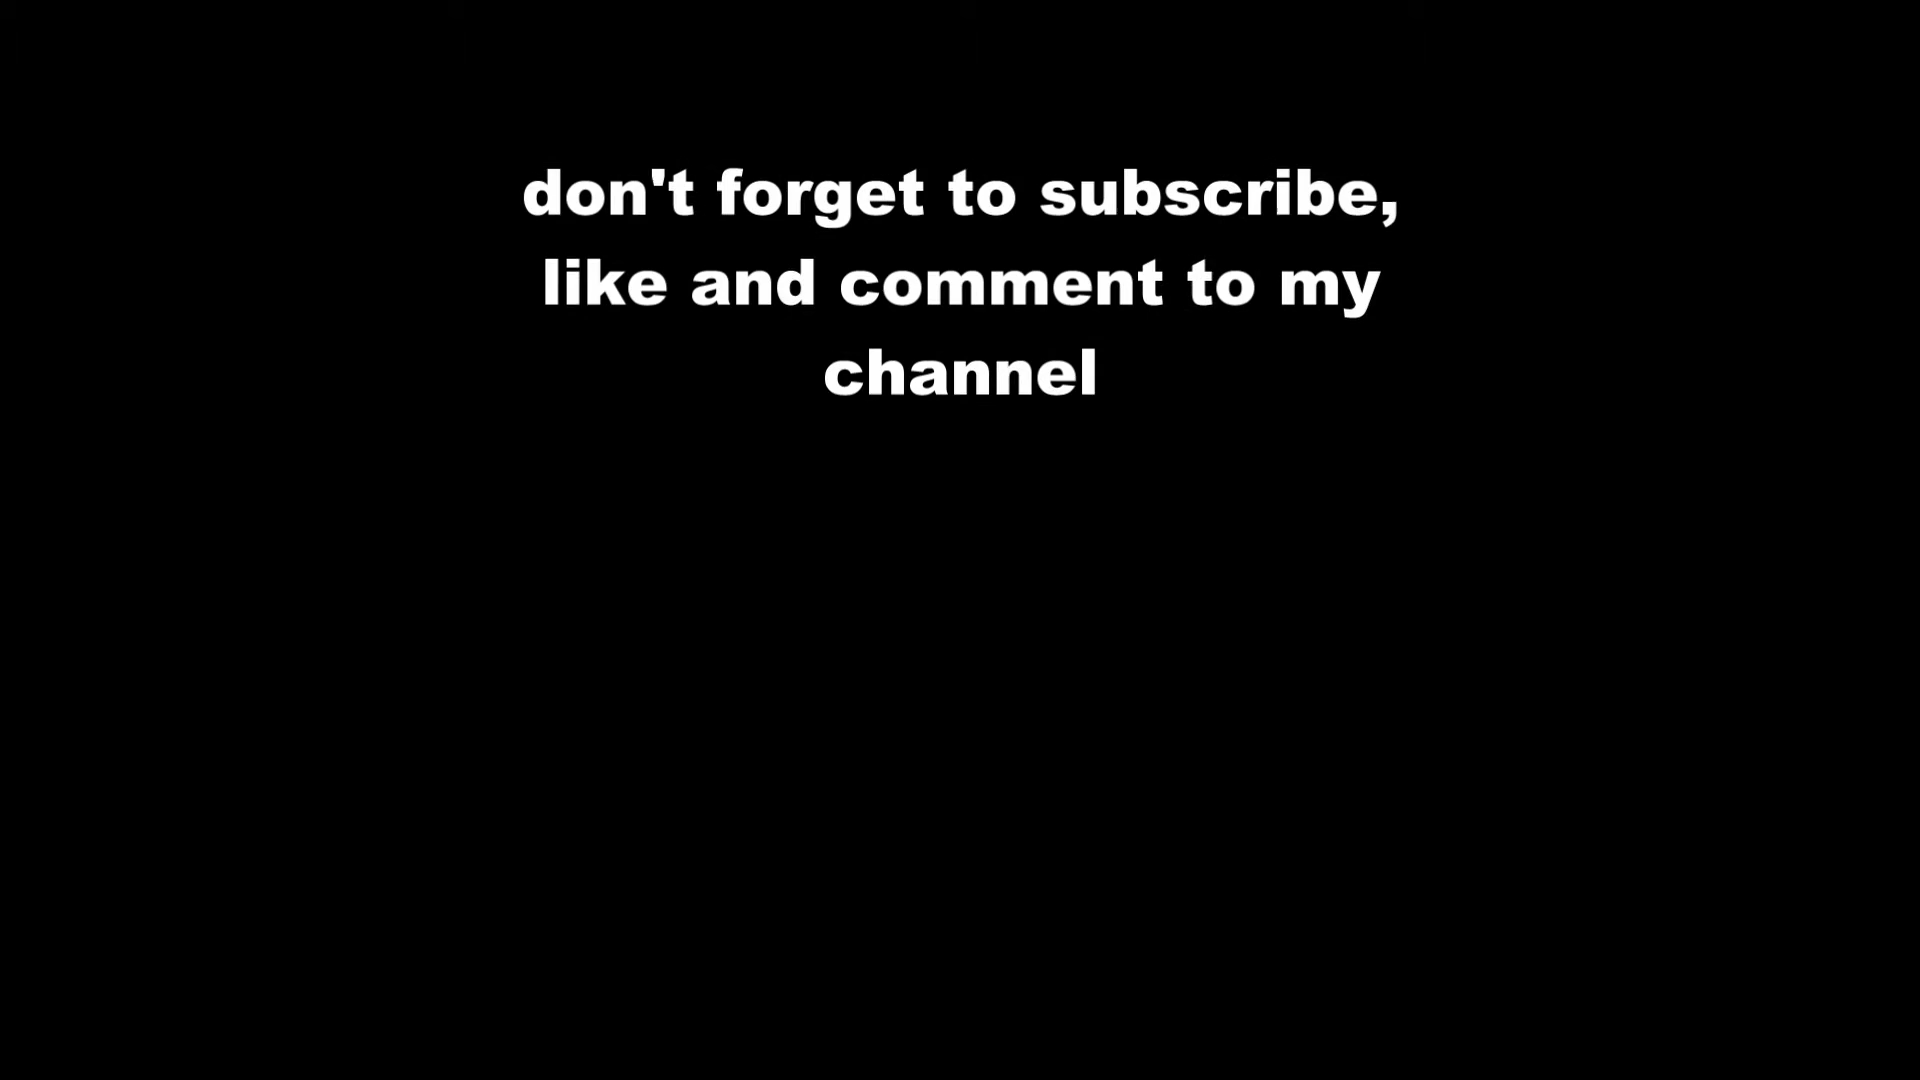 don't forget to subscribe,
like and comment to my
channel